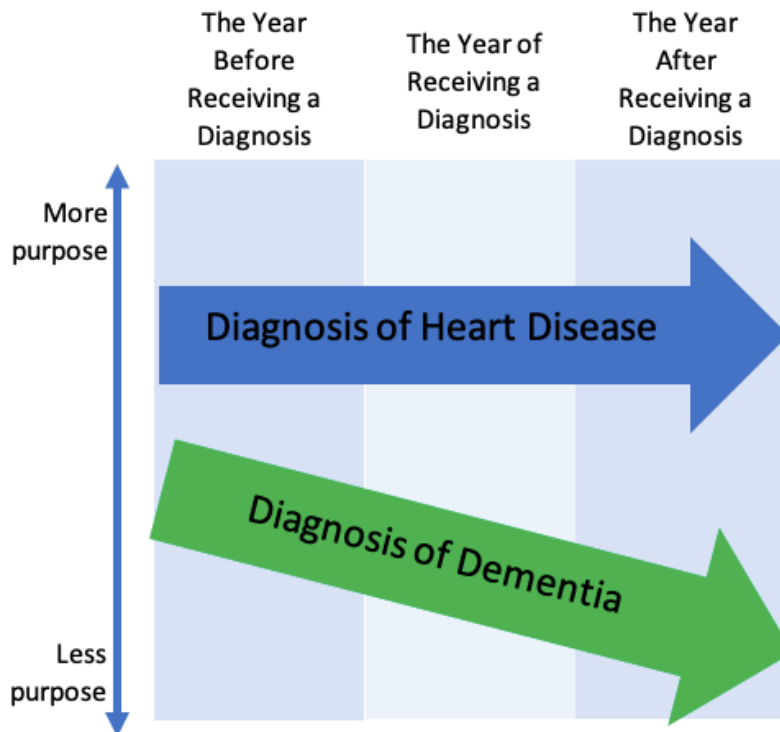 The Year
Before
Receiving a
Diagnosis
The Year of
Receiving a
Diagnosis
The Year
After
Receiving a
Diagnosis
More
purpose
Diagnosis of Heart Disease
Diagnosis of Dementia
Less
purpose